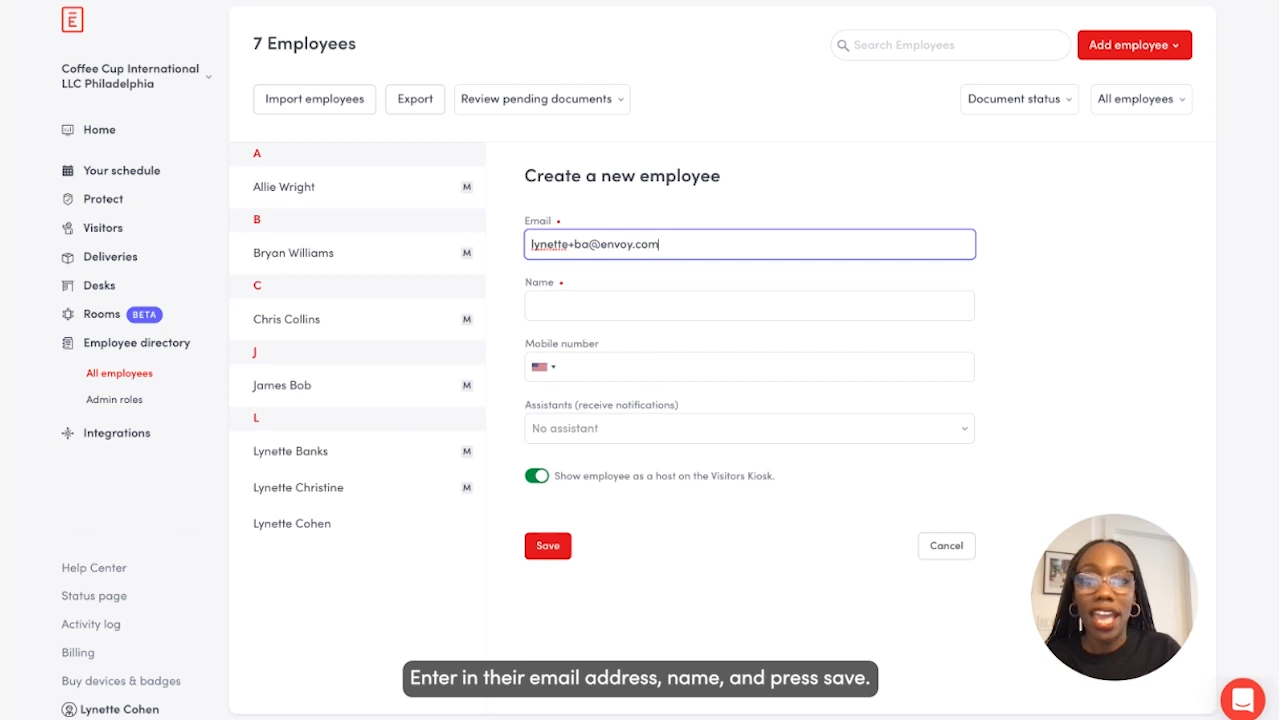 Coffee Cup International
LLC Philadelphia
Home
Your schedule
Protect
Visitors
Deliveries
Desks
Rooms BETA
Employee directory
All employees
Admin roles
Integrations
Help Center
Status page
Activity log
Billing
Buy devices & badges
Lynette Cohen
7 Employees
Search Employees
Add employee
Import employees
Export
Review pending documents
Document status
All employees
A
Allie Wright M
B
Bryan Williams M
C
Chris Collins M
J
James Bob M
L
Lynette Banks M
Lynette Christine M
Lynette Cohen
Create a new employee
Email
lynette+ba@envoy.com
Name
Mobile number
Assistants (receive notifications)
No assistant
Show employee as a host on the Visitors Kiosk.
Save
Cancel
Enter in their email address, name, and press save.